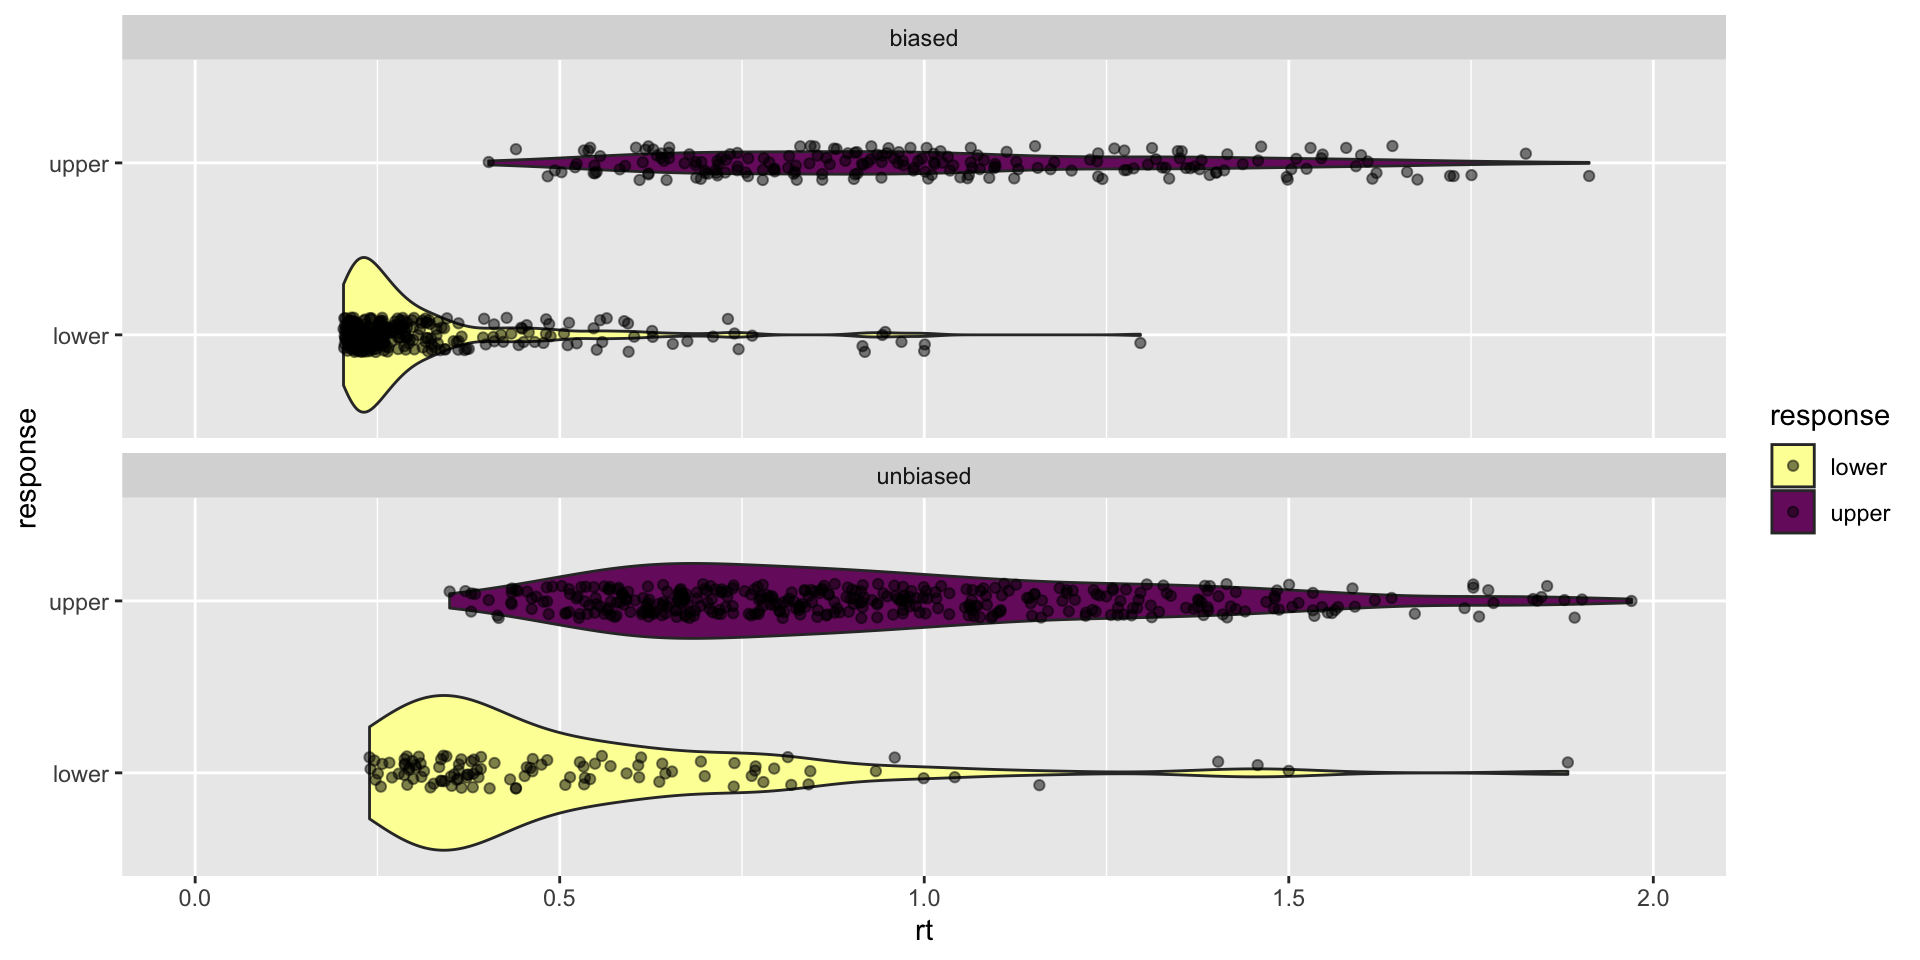 biased
upper
lower
response
unbiased
upper
lower
0.0 0.5 1.0 1.5 2.0
rt
response
lower
upper